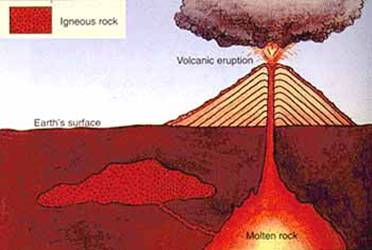 Igneous rock
Volcanic eruption
Earth's surface
Molten rock